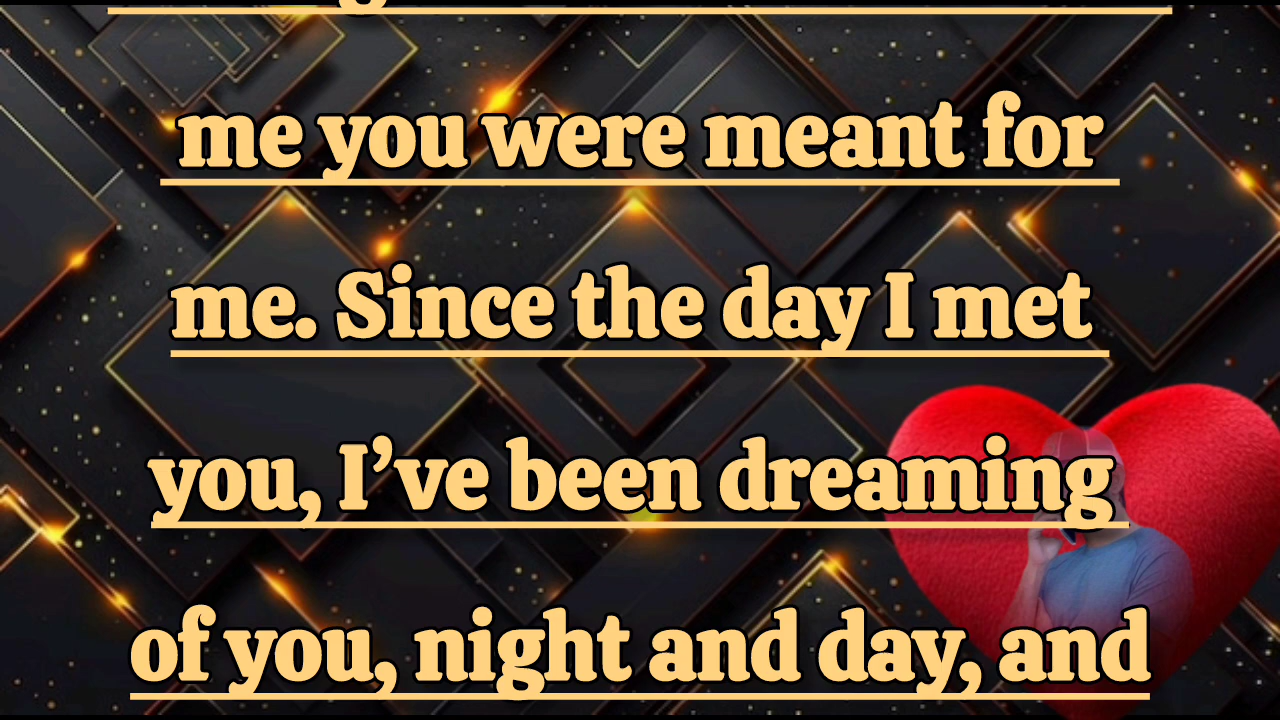 me you were meant for
me. Since the day I met
you, I’ve been dreaming
of you, night and day, and